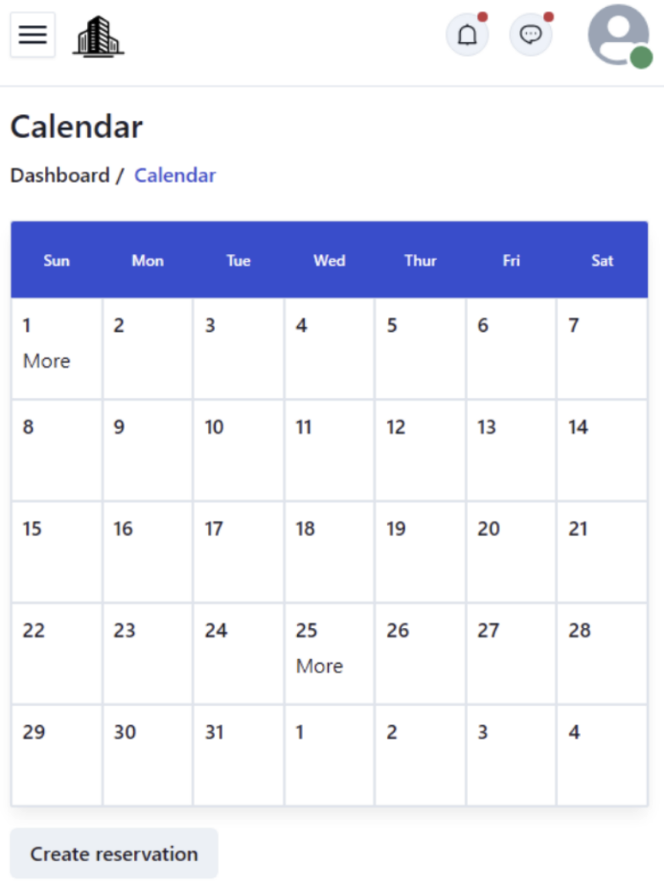 Calendar
Dashboard / Calendar
Sun Mon Tue Wed Thur Fri Sat
1 2 3 4 5 6 7
More
8 9 10 11 12 13 14
15 16 17 18 19 20 21
22 23 24 25 26 27 28
More
29 30 31 1 2 3 4
Create reservation